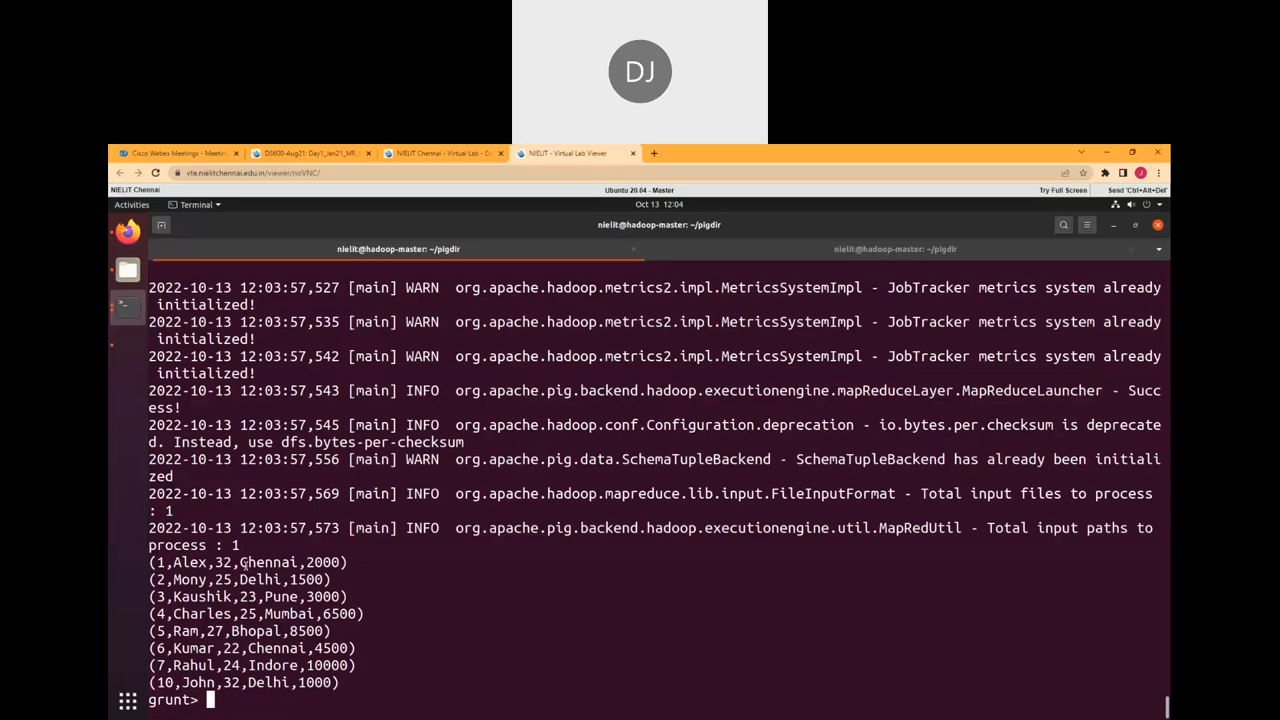 DJ
Cisco Webex Meetings - Meetin
DS600-Aug21: Day1_Jan21_MR,
NIELIT Chennai - Virtual Lab - D
NIELIT - Virtual Lab Viewer
vte.nielitchennai.edu.in/viewer/noVNC/
J
NIELIT Chennai
Ubuntu 20.04 - Master
Try Full Screen
Send 'Ctrl+Alt+Del'
Activities
Terminal
Oct 13 12:04
nielit@hadoop-master: ~/pigdir
nielit@hadoop-master: ~/pigdir
nielit@hadoop-master: ~/pigdir
2022-10-13 12:03:57,527 [main] WARN  org.apache.hadoop.metrics2.impl.MetricsSystemImpl - JobTracker metrics system already
 initialized!
2022-10-13 12:03:57,535 [main] WARN  org.apache.hadoop.metrics2.impl.MetricsSystemImpl - JobTracker metrics system already
 initialized!
2022-10-13 12:03:57,542 [main] WARN  org.apache.hadoop.metrics2.impl.MetricsSystemImpl - JobTracker metrics system already
 initialized!
2022-10-13 12:03:57,543 [main] INFO  org.apache.pig.backend.hadoop.executionengine.mapReduceLayer.MapReduceLauncher - Succ
ess!
2022-10-13 12:03:57,545 [main] INFO  org.apache.hadoop.conf.Configuration.deprecation - io.bytes.per.checksum is deprecate
d. Instead, use dfs.bytes-per-checksum
2022-10-13 12:03:57,556 [main] WARN  org.apache.pig.data.SchemaTupleBackend - SchemaTupleBackend has already been initiali
zed
2022-10-13 12:03:57,569 [main] INFO  org.apache.hadoop.mapreduce.lib.input.FileInputFormat - Total input files to process
: 1
2022-10-13 12:03:57,573 [main] INFO  org.apache.pig.backend.hadoop.executionengine.util.MapRedUtil - Total input paths to
process : 1
(1,Alex,32,Chennai,2000)
(2,Mony,25,Delhi,1500)
(3,Kaushik,23,Pune,3000)
(4,Charles,25,Mumbai,6500)
(5,Ram,27,Bhopal,8500)
(6,Kumar,22,Chennai,4500)
(7,Rahul,24,Indore,10000)
(10,John,32,Delhi,1000)
grunt>